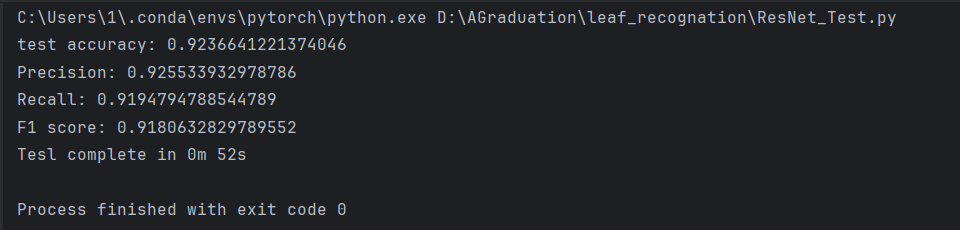 C:\Users\1\.conda\envs\pytorch\python.exe D:\AGraduation\leaf_recognation\ResNet_Test.py
test accuracy: 0.9236641221374046
Precision: 0.925533932978786
Recall: 0.9194794788544789
F1 score: 0.9180632829789552
Tesl complete in 0m 52s
Process finished with exit code 0